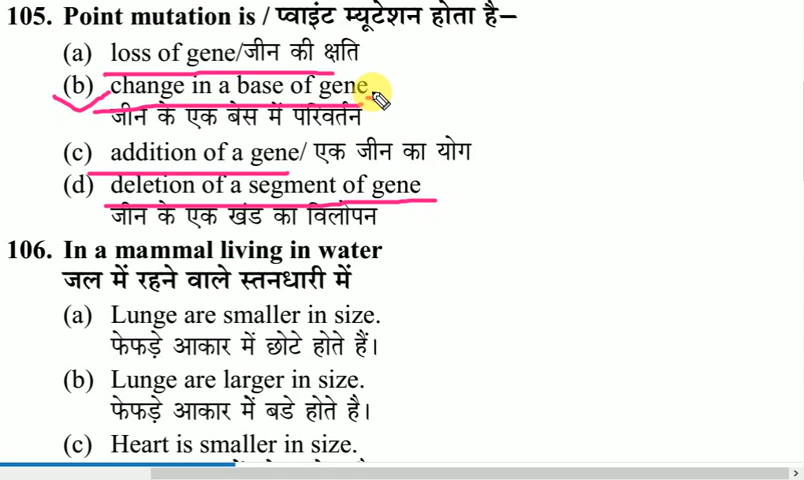 105. Point mutation is / प्वाइंट म्यूटेशन होता है–
(a) loss of gene/जीन की क्षति
(b) change in a base of gene
जीन के एक बेस में परिवर्तन
(c) addition of a gene/ एक जीन का योग
(d) deletion of a segment of gene
जीन के एक खंड का विलोपन
106. In a mammal living in water
जल में रहने वाले स्तनधारी में
(a) Lunge are smaller in size.
फेफड़े आकार में छोटे होते हैं।
(b) Lunge are larger in size.
फेफड़े आकार में बडे होते है।
(c) Heart is smaller in size.